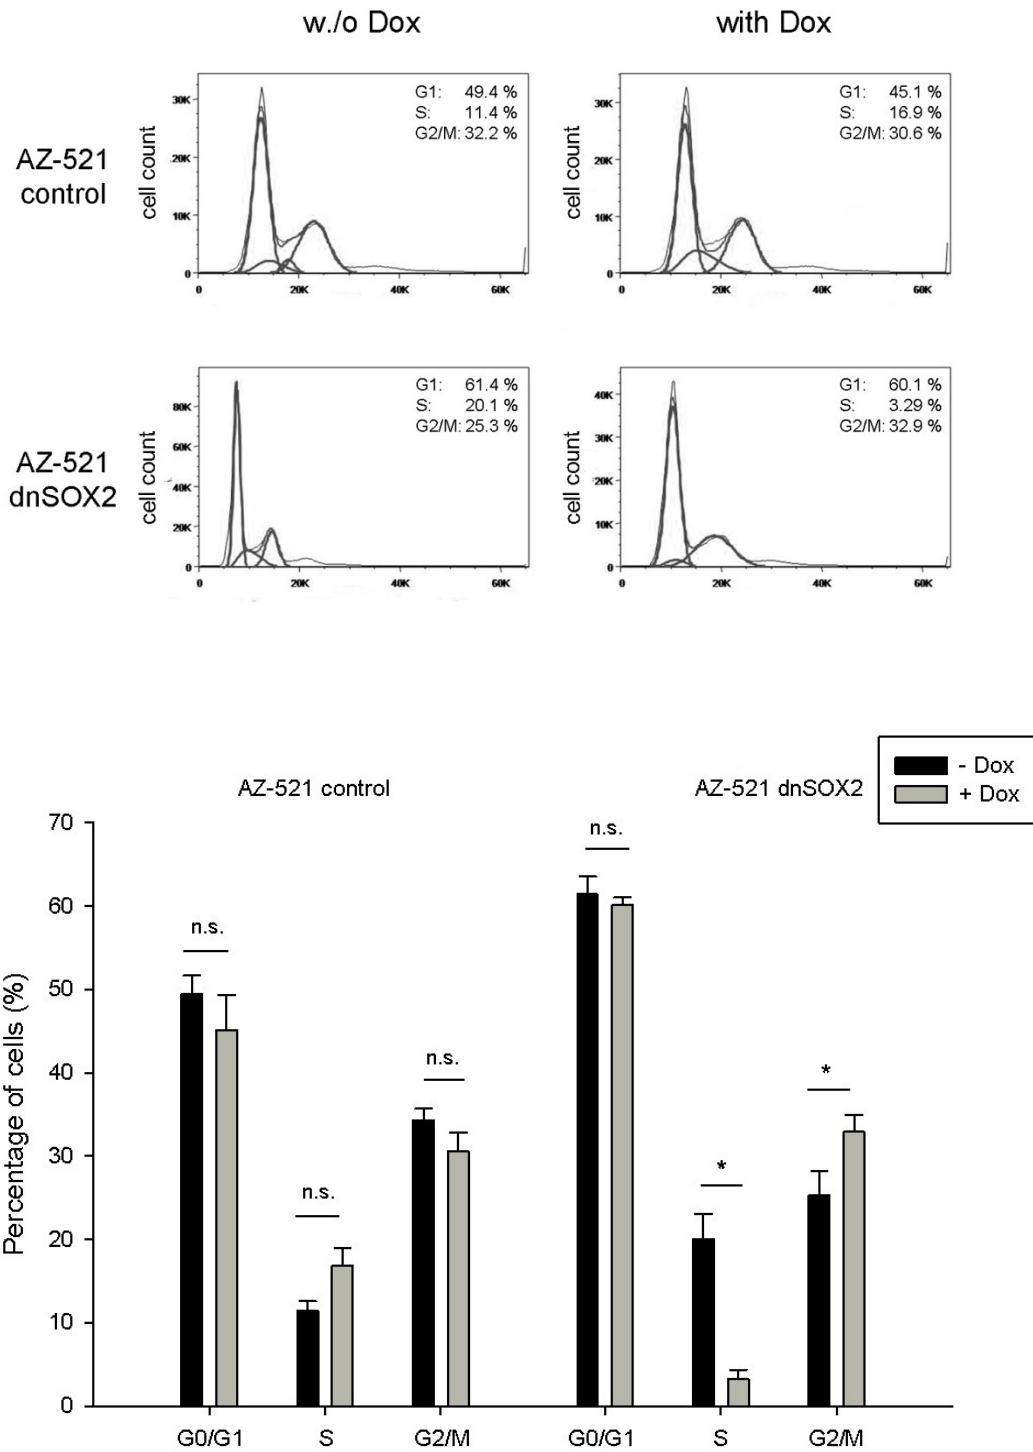 w./o Dox
with Dox
AZ-521
control
cell count
30K
20K
10K
0
0
20K
40K
60K
G1: 49.4 %
S: 11.4 %
G2/M: 32.2 %
cell count
30K
20K
10K
0
0
20K
40K
60K
G1: 45.1 %
S: 16.9 %
G2/M: 30.6 %
AZ-521
dnSOX2
cell count
80K
60K
40K
20K
0
0
20K
40K
60K
G1: 61.4 %
S: 20.1 %
G2/M: 25.3 %
cell count
40K
30K
20K
10K
0
0
20K
40K
60K
G1: 60.1 %
S: 3.29 %
G2/M: 32.9 %
- Dox
+ Dox
AZ-521 control
AZ-521 dnSOX2
Percentage of cells (%)
70
60
50
40
30
20
10
0
n.s.
n.s.
n.s.
n.s.
*
*
G0/G1
S
G2/M
G0/G1
S
G2/M